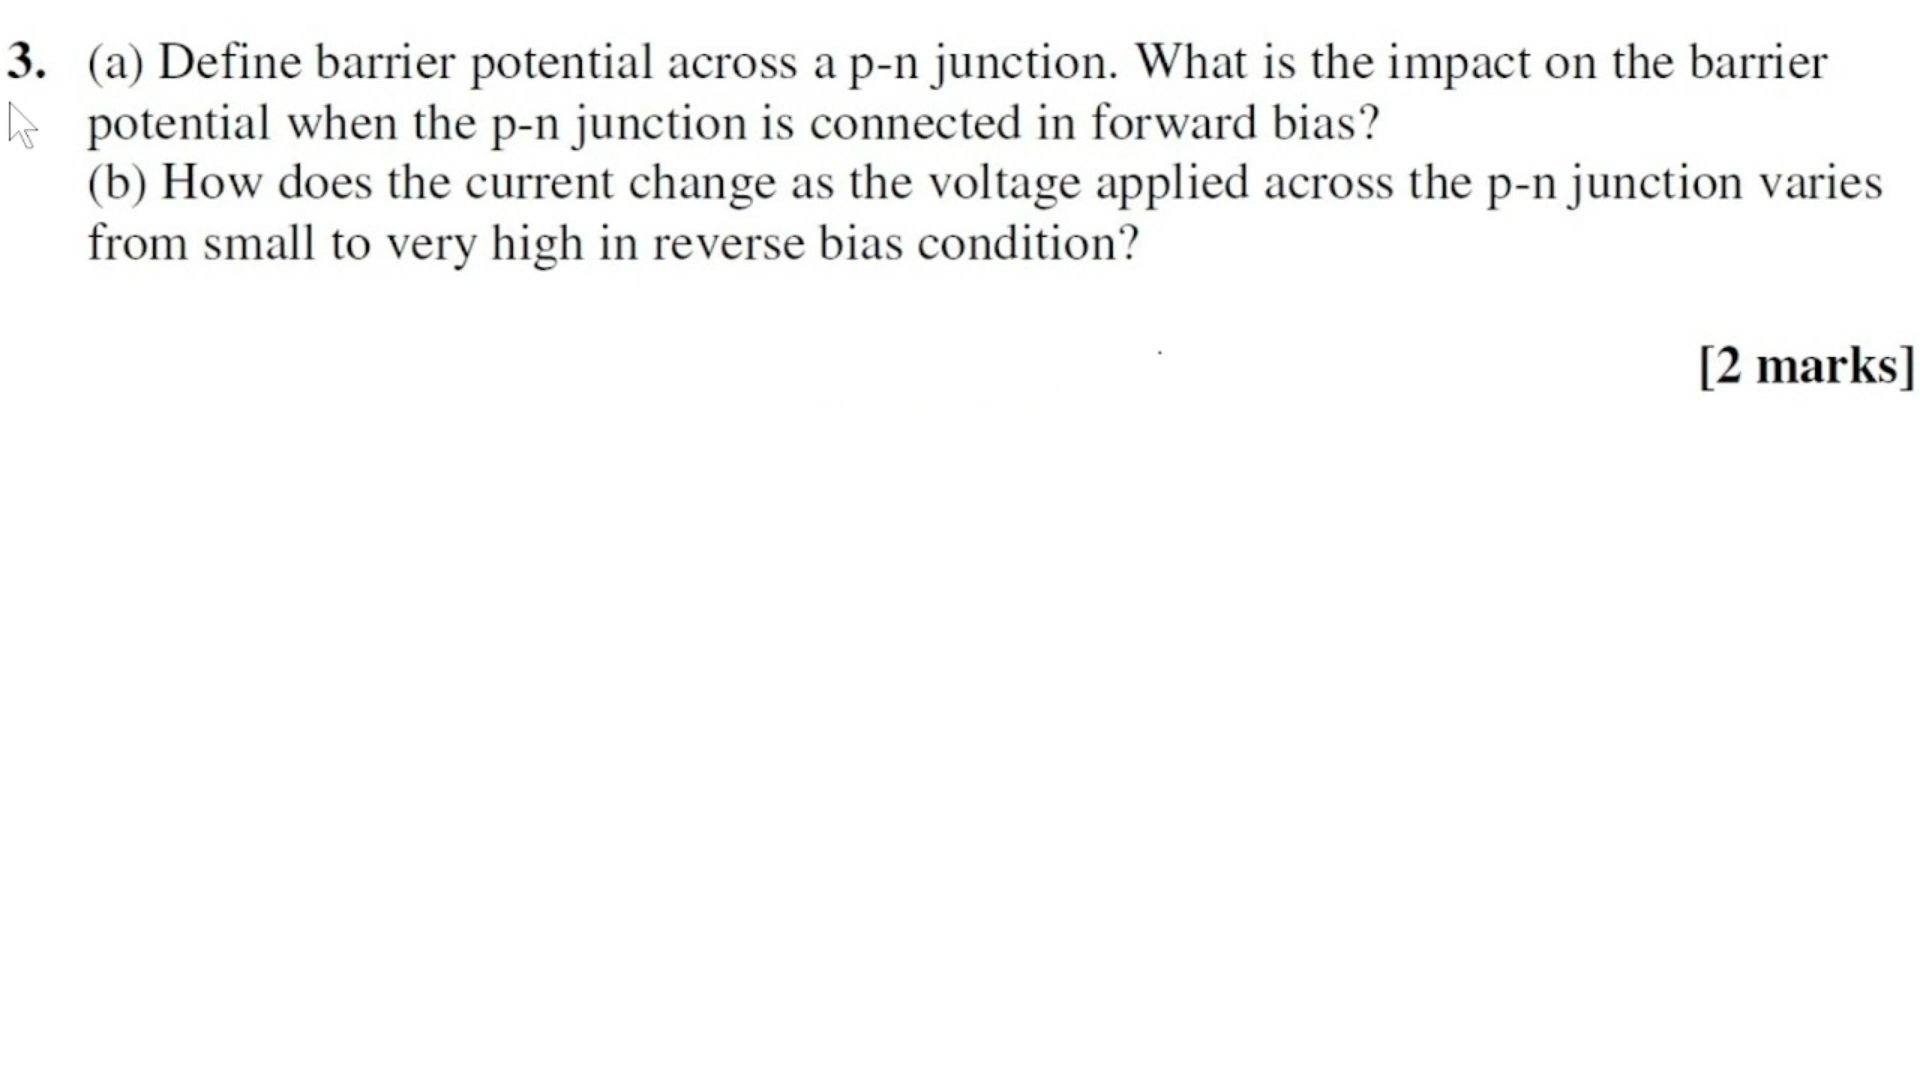 3. (a) Define barrier potential across a p-n junction. What is the impact on the barrier
potential when the p-n junction is connected in forward bias?
(b) How does the current change as the voltage applied across the p-n junction varies
from small to very high in reverse bias condition?
[2 marks]